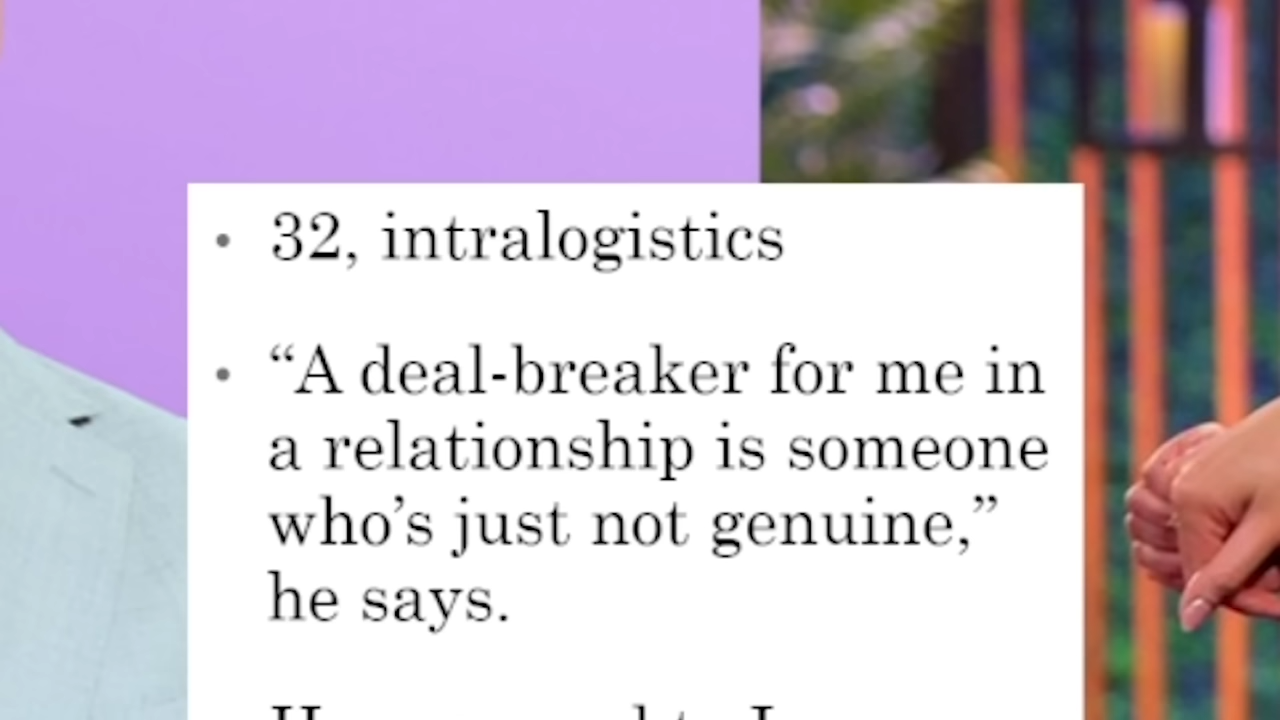 • 32, intralogistics
• “A deal-breaker for me in
a relationship is someone
who’s just not genuine,”
he says.